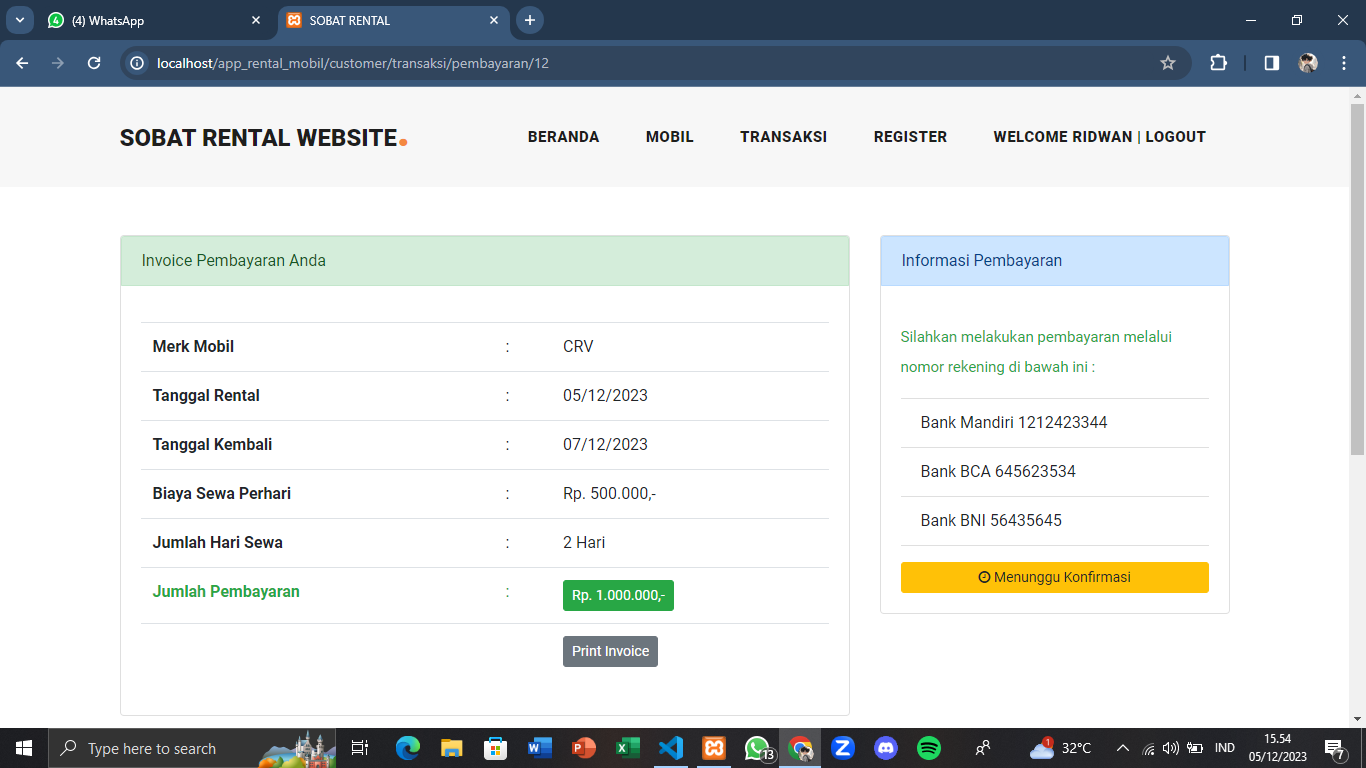 (4) WhatsApp
SOBAT RENTAL
localhost/app_rental_mobil/customer/transaksi/pembayaran/12
SOBAT RENTAL WEBSITE.
BERANDA MOBIL TRANSAKSI REGISTER WELCOME RIDWAN | LOGOUT
Invoice Pembayaran Anda
Merk Mobil : CRV
Tanggal Rental : 05/12/2023
Tanggal Kembali : 07/12/2023
Biaya Sewa Perhari : Rp. 500.000,-
Jumlah Hari Sewa : 2 Hari
Jumlah Pembayaran : Rp. 1.000.000,-
Print Invoice
Informasi Pembayaran
Silahkan melakukan pembayaran melalui
nomor rekening di bawah ini :
Bank Mandiri 1212423344
Bank BCA 645623534
Bank BNI 56435645
Menunggu Konfirmasi
Type here to search
13
1
32°C
IND
15.54
05/12/2023
7